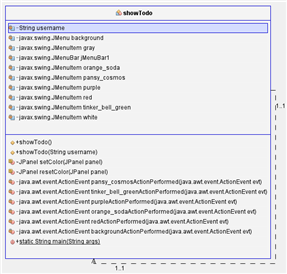 showTodo
-String username
-javax.swing.JMenu background
-javax.swing.JMenuItem gray
-javax.swing.JMenuBar jMenuBar1
-javax.swing.JMenuItem orange_soda
-javax.swing.JMenuItem pansy_cosmos
-javax.swing.JMenuItem purple
-javax.swing.JMenuItem red
-javax.swing.JMenuItem tinker_bell_green
-javax.swing.JMenuItem white
1..1
+showTodo()
+showTodo(String username)
-JPanel setColor(JPanel panel)
-JPanel resetColor(JPanel panel)
-java.awt.event.ActionEvent pansy_cosmosActionPerformed(java.awt.event.ActionEvent evt)
-java.awt.event.ActionEvent tinker_bell_greenActionPerformed(java.awt.event.ActionEvent evt)
-java.awt.event.ActionEvent purpleActionPerformed(java.awt.event.ActionEvent evt)
-java.awt.event.ActionEvent orange_sodaActionPerformed(java.awt.event.ActionEvent evt)
-java.awt.event.ActionEvent redActionPerformed(java.awt.event.ActionEvent evt)
-java.awt.event.ActionEvent backgroundActionPerformed(java.awt.event.ActionEvent evt)
+static String main(String args)
1..1